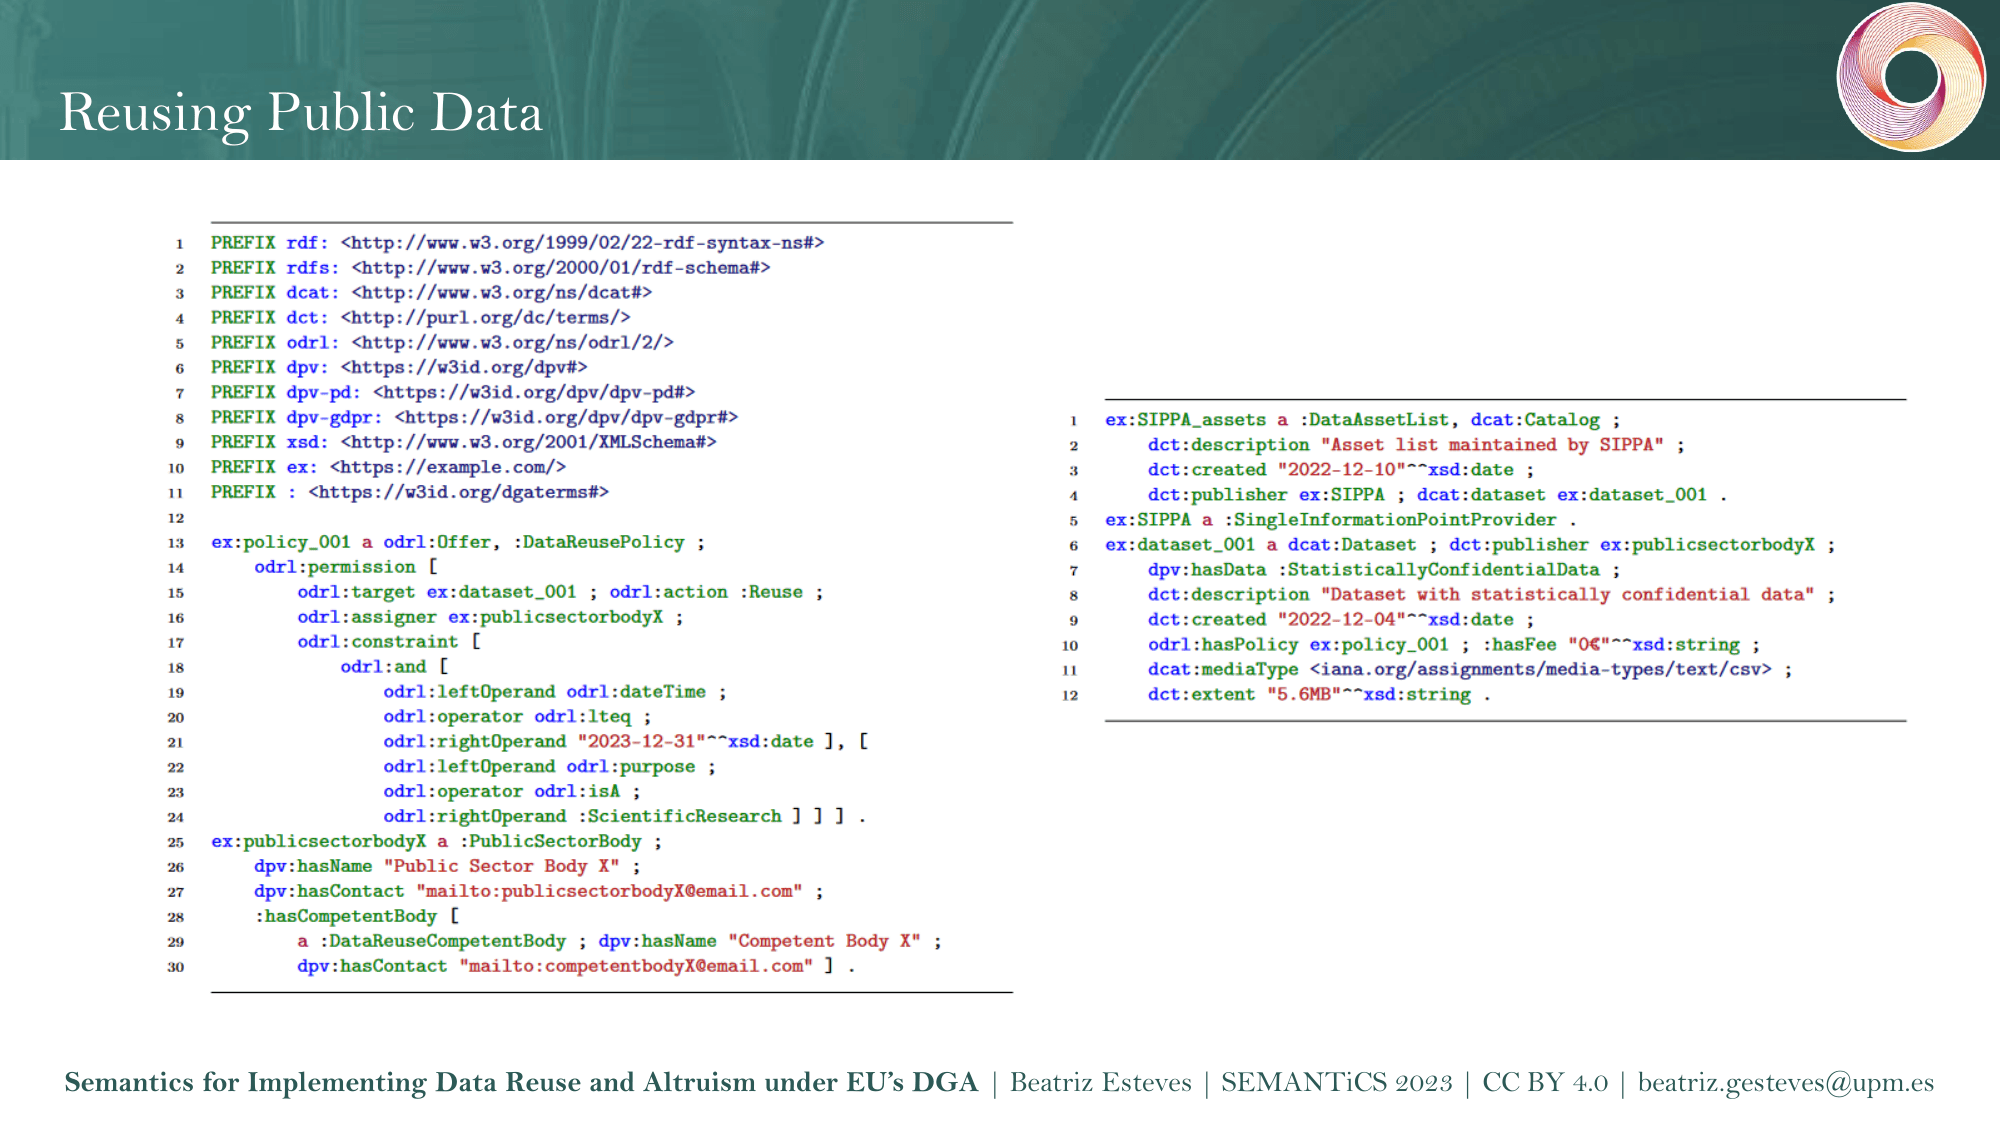 Reusing Public Data
1 PREFIX rdf: <http://www.w3.org/1999/02/22-rdf-syntax-ns#>
2 PREFIX rdfs: <http://www.w3.org/2000/01/rdf-schema#>
3 PREFIX dcat: <http://www.w3.org/ns/dcat#>
4 PREFIX dct: <http://purl.org/dc/terms/>
5 PREFIX odrl: <http://www.w3.org/ns/odrl/2/>
6 PREFIX dpv: <https://w3id.org/dpv#>
7 PREFIX dpv-pd: <https://w3id.org/dpv/dpv-pd#>
8 PREFIX dpv-gdpr: <https://w3id.org/dpv/dpv-gdpr#>
9 PREFIX xsd: <http://www.w3.org/2001/XMLSchema#>
10 PREFIX ex: <https://example.com/>
11 PREFIX : <https://w3id.org/dgaterms#>
12
13 ex:policy_001 a odrl:Offer, :DataReusePolicy ;
14 odrl:permission [
15 odrl:target ex:dataset_001 ; odrl:action :Reuse ;
16 odrl:assigner ex:publicsectorbodyX ;
17 odrl:constraint [
18 odrl:and [
19 odrl:leftOperand odrl:dateTime ;
20 odrl:operator odrl:lteq ;
21 odrl:rightOperand "2023-12-31"^^xsd:date ], [
22 odrl:leftOperand odrl:purpose ;
23 odrl:operator odrl:isA ;
24 odrl:rightOperand :ScientificResearch ] ] ] .
25 ex:publicsectorbodyX a :PublicSectorBody ;
26 dpv:hasName "Public Sector Body X" ;
27 dpv:hasContact "mailto:publicsectorbodyX@email.com" ;
28 :hasCompetentBody [
29 a :DataReuseCompetentBody ; dpv:hasName "Competent Body X" ;
30 dpv:hasContact "mailto:competentbodyX@email.com" ] .
1 ex:SIPPA_assets a :DataAssetList, dcat:Catalog ;
2 dct:description "Asset list maintained by SIPPA" ;
3 dct:created "2022-12-10"^^xsd:date ;
4 dct:publisher ex:SIPPA ; dcat:dataset ex:dataset_001 .
5 ex:SIPPA a :SingleInformationPointProvider .
6 ex:dataset_001 a dcat:Dataset ; dct:publisher ex:publicsectorbodyX ;
7 dpv:hasData :StatisticallyConfidentialData ;
8 dct:description "Dataset with statistically confidential data" ;
9 dct:created "2022-12-04"^^xsd:date ;
10 odrl:hasPolicy ex:policy_001 ; :hasFee "0€"^^xsd:string ;
11 dcat:mediaType <iana.org/assignments/media-types/text/csv> ;
12 dct:extent "5.6MB"^^xsd:string .
Semantics for Implementing Data Reuse and Altruism under EU's DGA | Beatriz Esteves | SEMANTiCS 2023 | CC BY 4.0 | beatriz.gesteves@upm.es